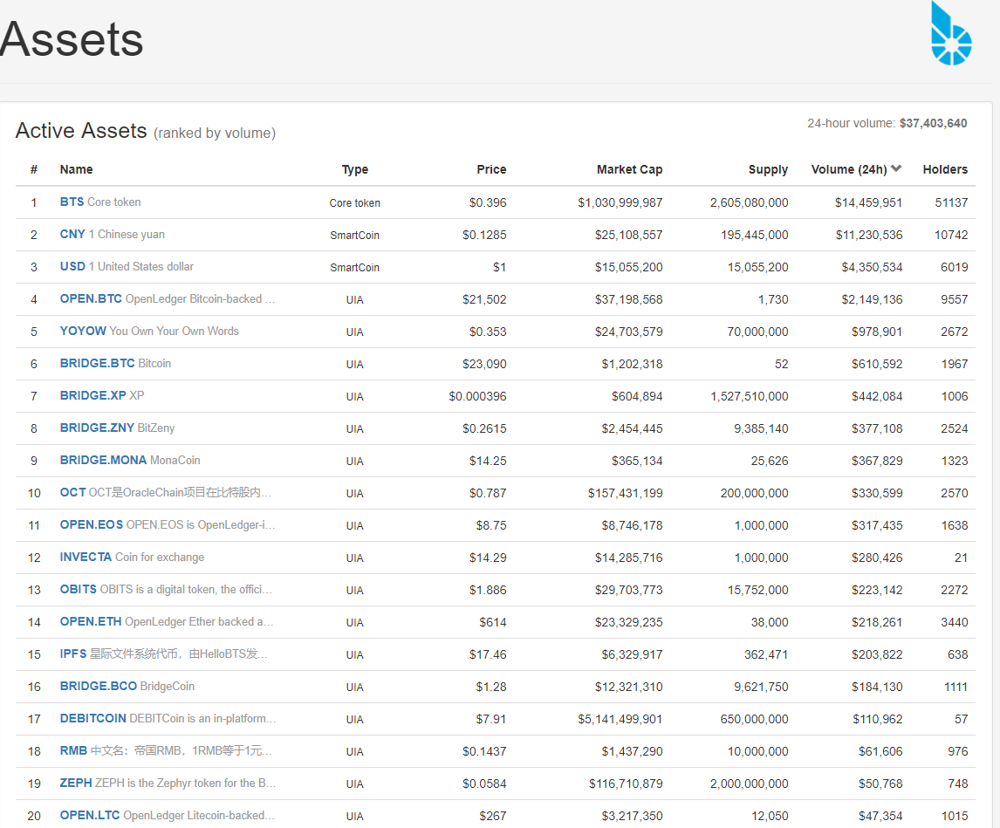 Assets
Active Assets (ranked by volume) 24-hour volume: $37,403,640
# Name Type Price Market Cap Supply Volume (24h) Holders
1 BTS Core token Core token $0.396 $1,030,999,987 2,605,080,000 $14,459,951 51137
2 CNY 1 Chinese yuan SmartCoin $0.1285 $25,108,557 195,445,000 $11,230,536 10742
3 USD 1 United States dollar SmartCoin $1 $15,055,200 15,055,200 $4,350,534 6019
4 OPEN.BTC OpenLedger Bitcoin-backed ... UIA $21,502 $37,198,568 1,730 $2,149,136 9557
5 YOYOW You Own Your Own Words UIA $0.353 $24,703,579 70,000,000 $978,901 2672
6 BRIDGE.BTC Bitcoin UIA $23,090 $1,202,318 52 $610,592 1967
7 BRIDGE.XP XP UIA $0.000396 $604,894 1,527,510,000 $442,084 1006
8 BRIDGE.ZNY BitZeny UIA $0.2615 $2,454,445 9,385,140 $377,108 2524
9 BRIDGE.MONA MonaCoin UIA $14.25 $365,134 25,626 $367,829 1323
10 OCT OCT是OracleChain项目在比特股内... UIA $0.787 $157,431,199 200,000,000 $330,599 2570
11 OPEN.EOS OPEN.EOS is OpenLedger-i... UIA $8.75 $8,746,178 1,000,000 $317,435 1638
12 INVECTA Coin for exchange UIA $14.29 $14,285,716 1,000,000 $280,426 21
13 OBITS OBITS is a digital token, the offici... UIA $1.886 $29,703,773 15,752,000 $223,142 2272
14 OPEN.ETH OpenLedger Ether backed a... UIA $614 $23,329,235 38,000 $218,261 3440
15 IPFS 星际文件系统代币，由HelloBTS发... UIA $17.46 $6,329,917 362,471 $203,822 638
16 BRIDGE.BCO BridgeCoin UIA $1.28 $12,321,310 9,621,750 $184,130 1111
17 DEBITCOIN DEBITCoin is an in-platform... UIA $7.91 $5,141,499,901 650,000,000 $110,962 57
18 RMB 中文名：帝国RMB，1RMB等于1元... UIA $0.1437 $1,437,290 10,000,000 $61,606 976
19 ZEPH ZEPH is the Zephyr token for the B... UIA $0.0584 $116,710,879 2,000,000,000 $50,768 748
20 OPEN.LTC OpenLedger Litecoin-backed... UIA $267 $3,217,350 12,050 $47,354 1015